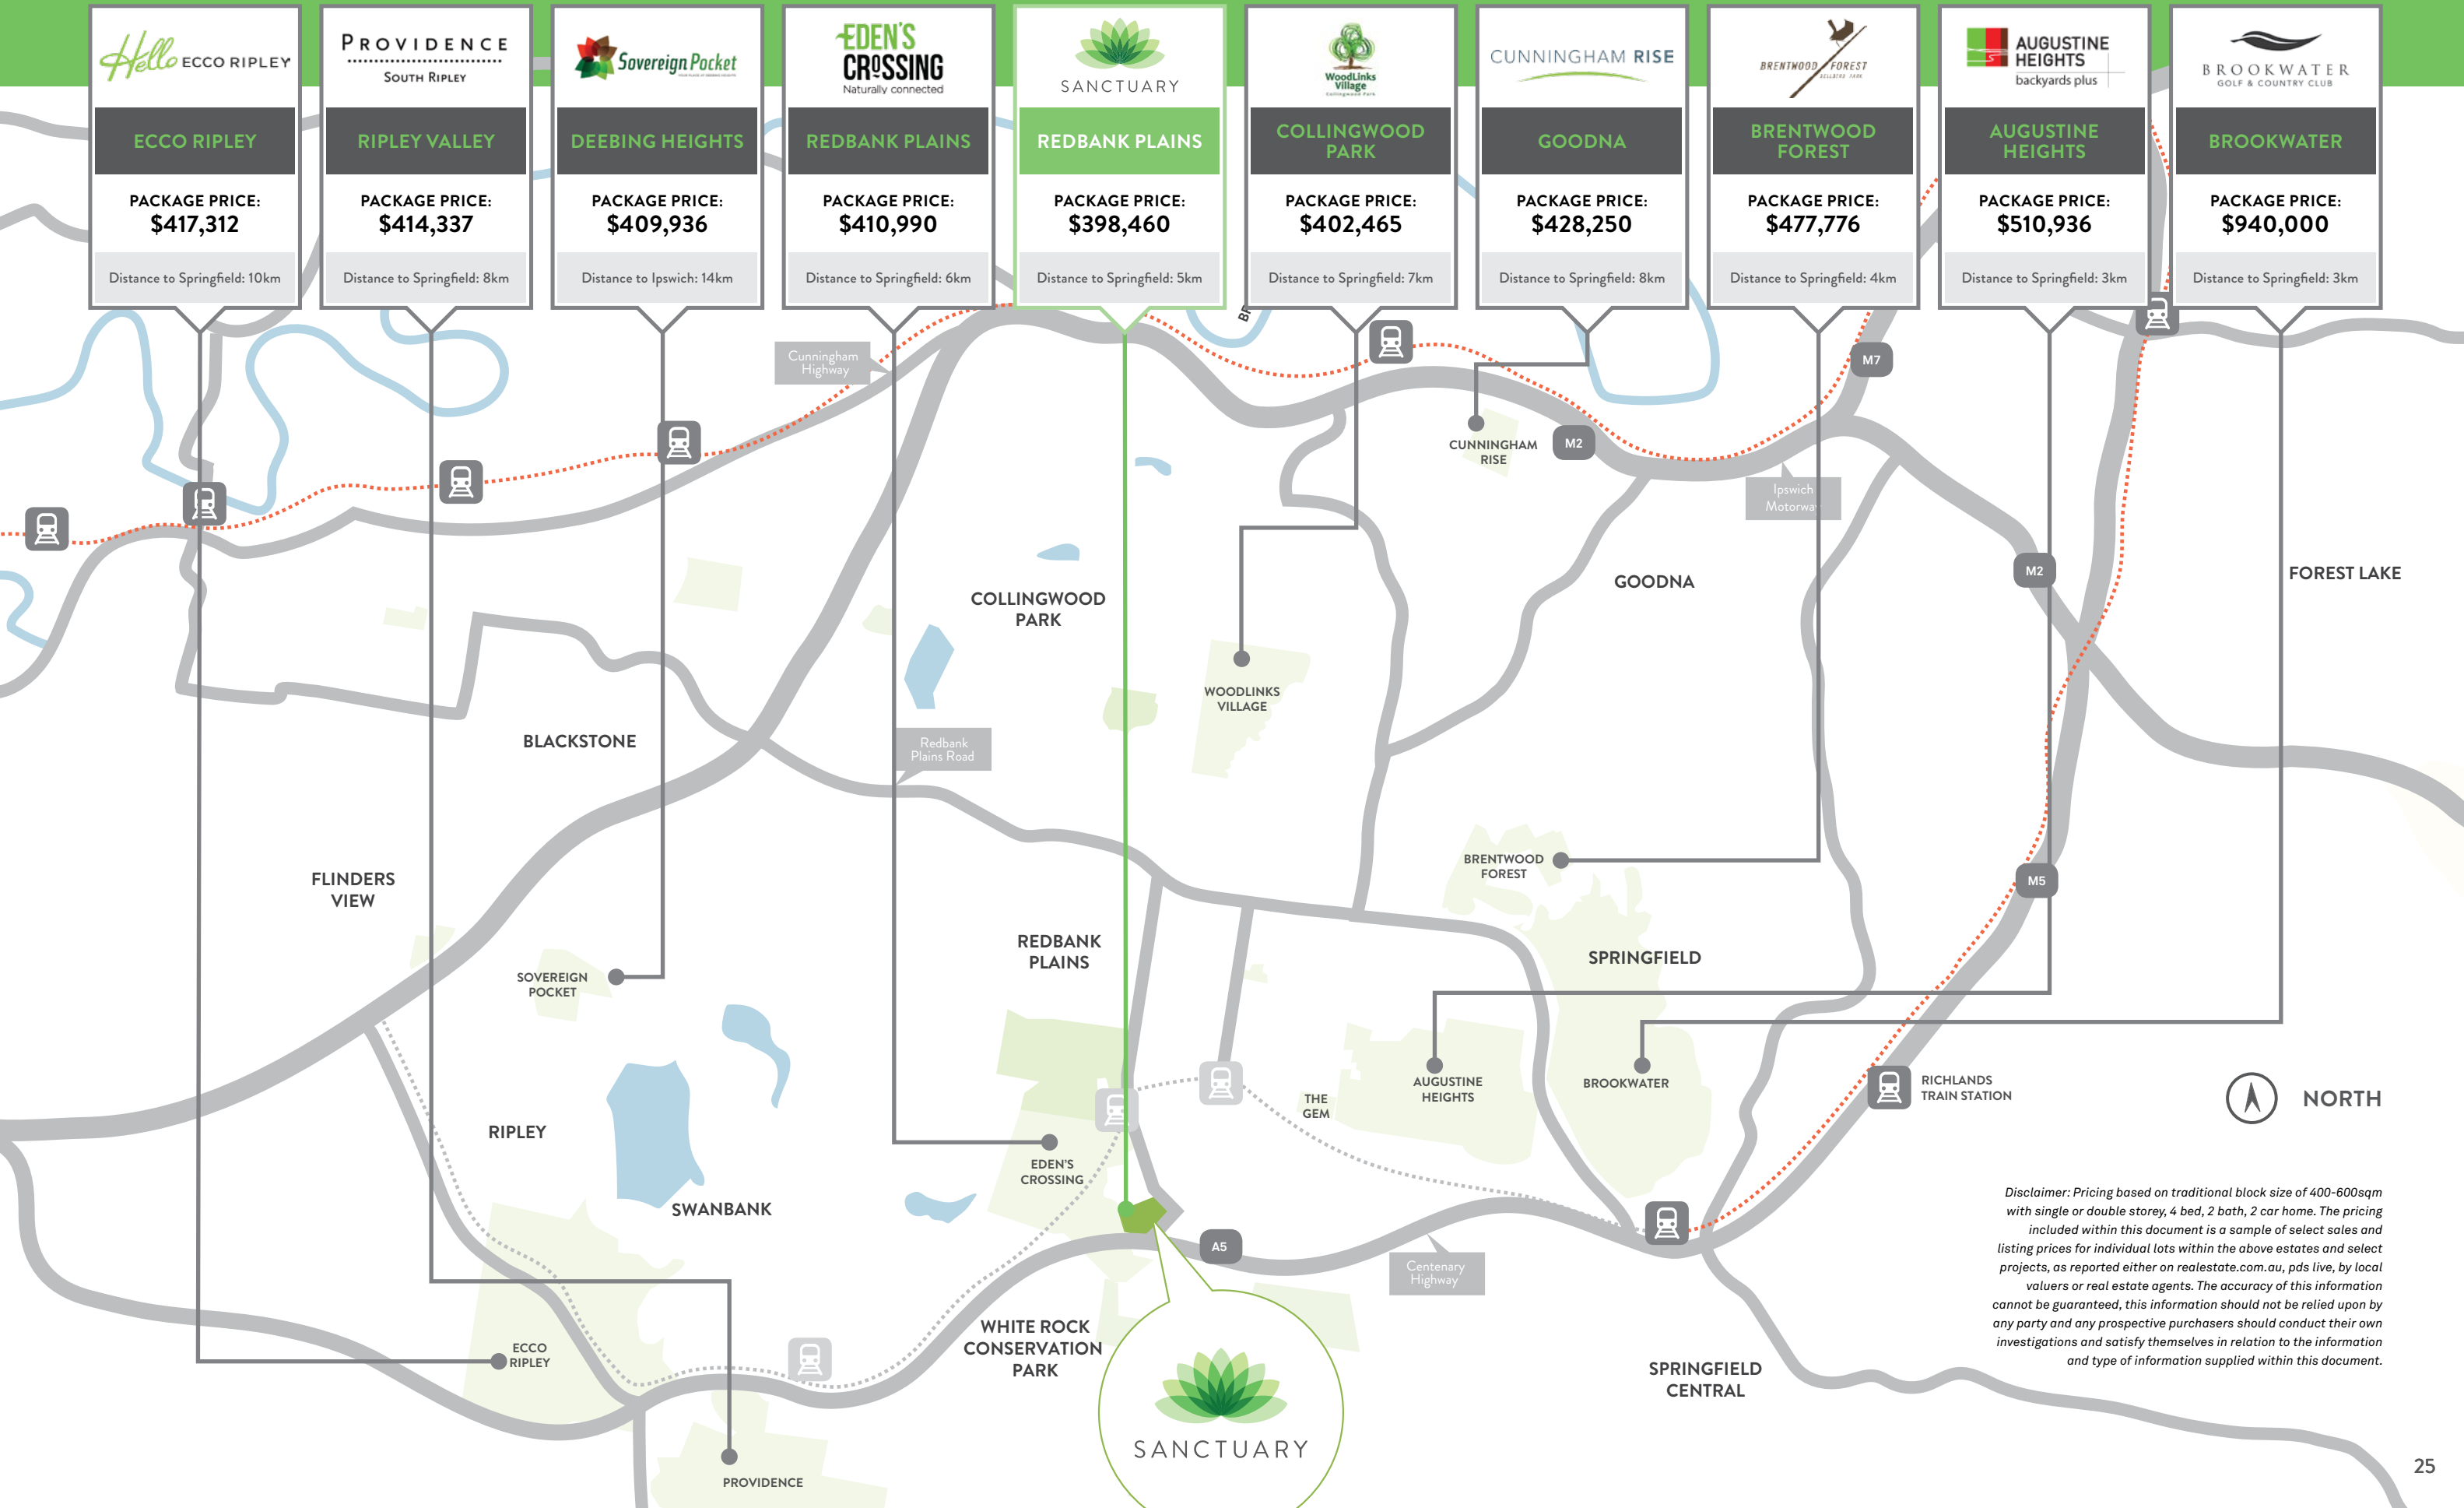 Hello ECCO RIPLEY
ECCO RIPLEY
PACKAGE PRICE:
$417,312
Distance to Springfield: 10km
PROVIDENCE
SOUTH RIPLEY
RIPLEY VALLEY
PACKAGE PRICE:
$414,337
Distance to Springfield: 8km
Sovereign Pocket
DEEBING HEIGHTS
PACKAGE PRICE:
$409,936
Distance to Ipswich: 14km
EDEN'S
CROSSING
Naturally connected
REDBANK PLAINS
PACKAGE PRICE:
$410,990
Distance to Springfield: 6km
SANCTUARY
REDBANK PLAINS
PACKAGE PRICE:
$398,460
Distance to Springfield: 5km
WoodLinks
Village
Collingwood Park
COLLINGWOOD
PARK
PACKAGE PRICE:
$402,465
Distance to Springfield: 7km
CUNNINGHAM RISE
GOODNA
PACKAGE PRICE:
$428,250
Distance to Springfield: 8km
BRENTWOOD FOREST
BELLBIRD PARK
BRENTWOOD
FOREST
PACKAGE PRICE:
$477,776
Distance to Springfield: 4km
AUGUSTINE
HEIGHTS
backyards plus
AUGUSTINE
HEIGHTS
PACKAGE PRICE:
$510,936
Distance to Springfield: 3km
BROOKWATER
GOLF & COUNTRY CLUB
BROOKWATER
PACKAGE PRICE:
$940,000
Distance to Springfield: 3km
BR
Cunningham
Highway
M7
CUNNINGHAM
RISE
M2
Ipswich
Motorwa
M2
FOREST LAKE
GOODNA
COLLINGWOOD
PARK
WOODLINKS
VILLAGE
BLACKSTONE
Redbank
Plains Road
BRENTWOOD
FOREST
M5
FLINDERS
VIEW
REDBANK
PLAINS
SPRINGFIELD
SOVEREIGN
POCKET
AUGUSTINE
HEIGHTS
BROOKWATER
THE
GEM
RICHLANDS
TRAIN STATION
NORTH
RIPLEY
EDEN'S
CROSSING
SWANBANK
A5
Centenary
Highway
WHITE ROCK
CONSERVATION
PARK
ECCO
RIPLEY
SPRINGFIELD
CENTRAL
SANCTUARY
PROVIDENCE
Disclaimer: Pricing based on traditional block size of 400-600sqm
with single or double storey, 4 bed, 2 bath, 2 car home. The pricing
included within this document is a sample of select sales and
listing prices for individual lots within the above estates and select
projects, as reported either on realestate.com.au, pds live, by local
valuers or real estate agents. The accuracy of this information
cannot be guaranteed, this information should not be relied upon by
any party and any prospective purchasers should conduct their own
investigations and satisfy themselves in relation to the information
and type of information supplied within this document.
25